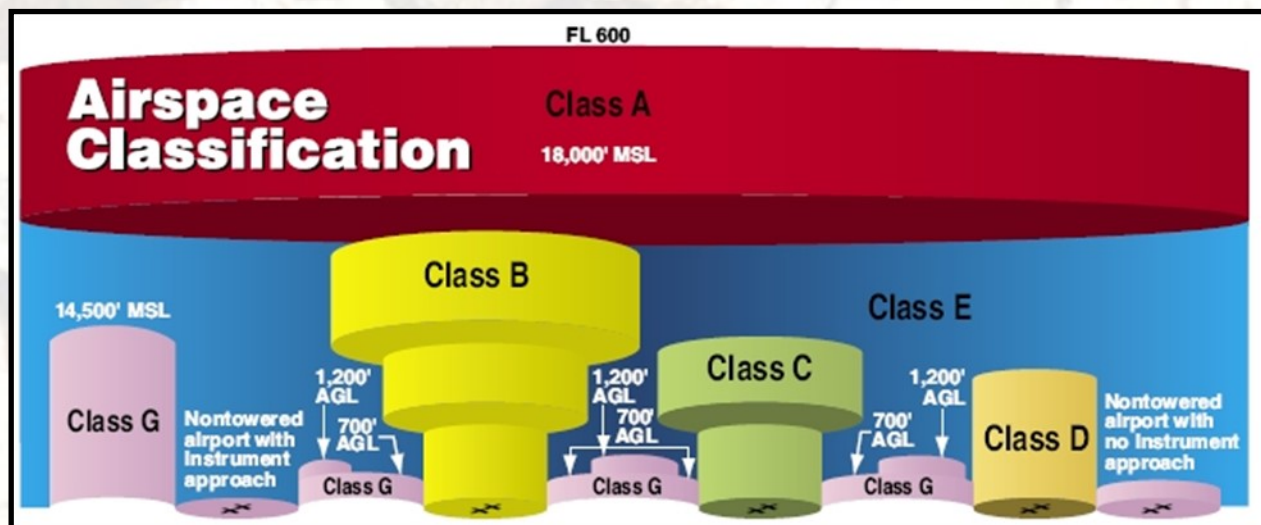 FL 600
Airspace
Classification
Class A
18,000' MSL
Class B
Class E
14,500' MSL
Class G
Nontowered
airport with
Instrument
approach
1,200'
AGL
700'
AGL
Class G
1,200'
AGL
700'
AGL
Class G
Class C
1,200'
AGL
700'
AGL
Class G
Class D
Nontowered
airport with
no Instrument
approach